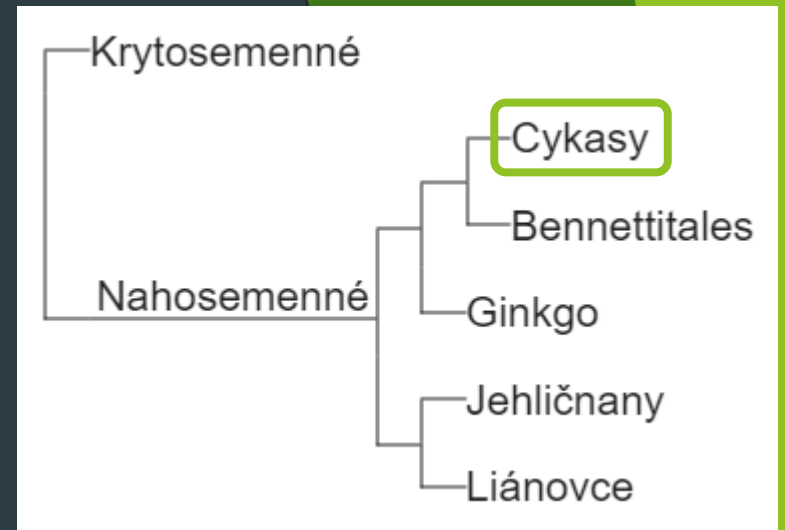 Krytosemenné
Cykasy
Bennettitales
Nahosemenné
Ginkgo
Jehličnany
Liánovce